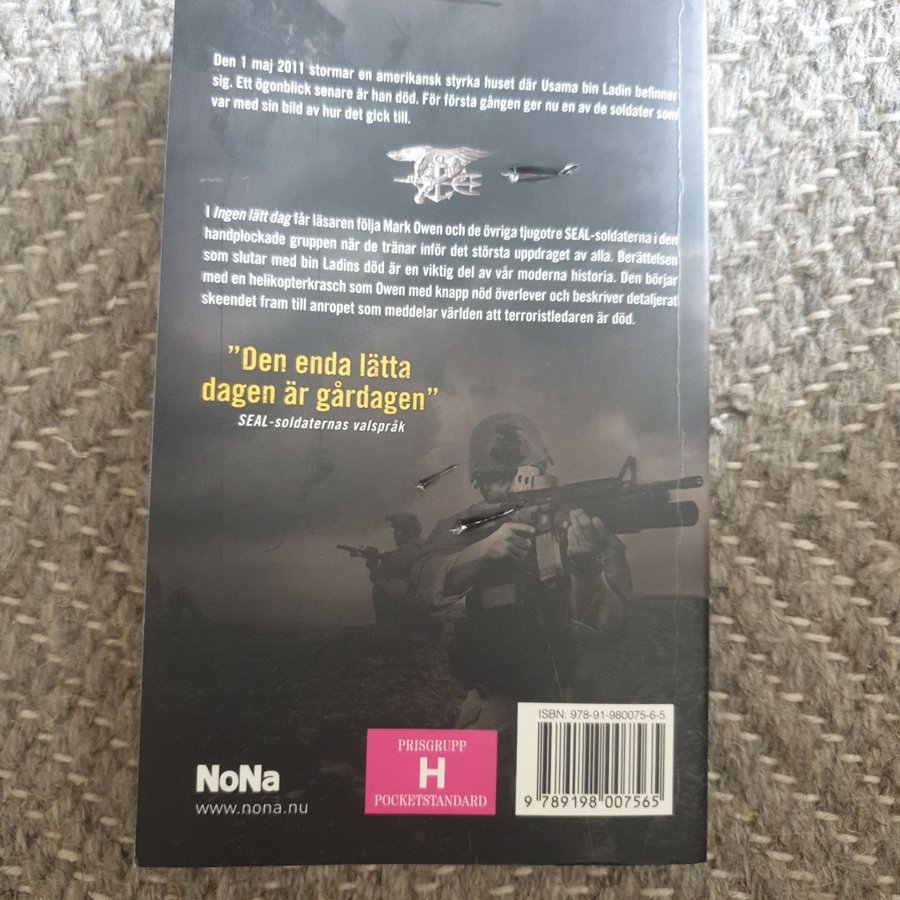 Den 1 maj 2011 stormar en amerikansk styrka huset där Usama bin Ladin befinner
sig. Ett ögonblick senare är han död. För första gången ger nu en av de soldater som
var med sin bild av hur det gick till.
I Ingen lätt dag får läsaren följa Mark Owen och de övriga tjugotre SEAL-soldaterna i den
handplockade gruppen när de tränar inför det största uppdraget av alla. Berättelsen
som slutar med bin Ladins död är en viktig del av vår moderna historia. Den börjar
med en helikopterkrasch som Owen med knapp nöd överlever och beskriver detaljerat
skeendet fram till anropet som meddelar världen att terroristledaren är död.
”Den enda lätta
dagen är gårdagen”
SEAL-soldaternas valspråk
NoNa
www.nona.nu
PRISGRUPP
H
POCKETSTANDARD
ISBN: 978-91-980075-6-5
9 789198 007565